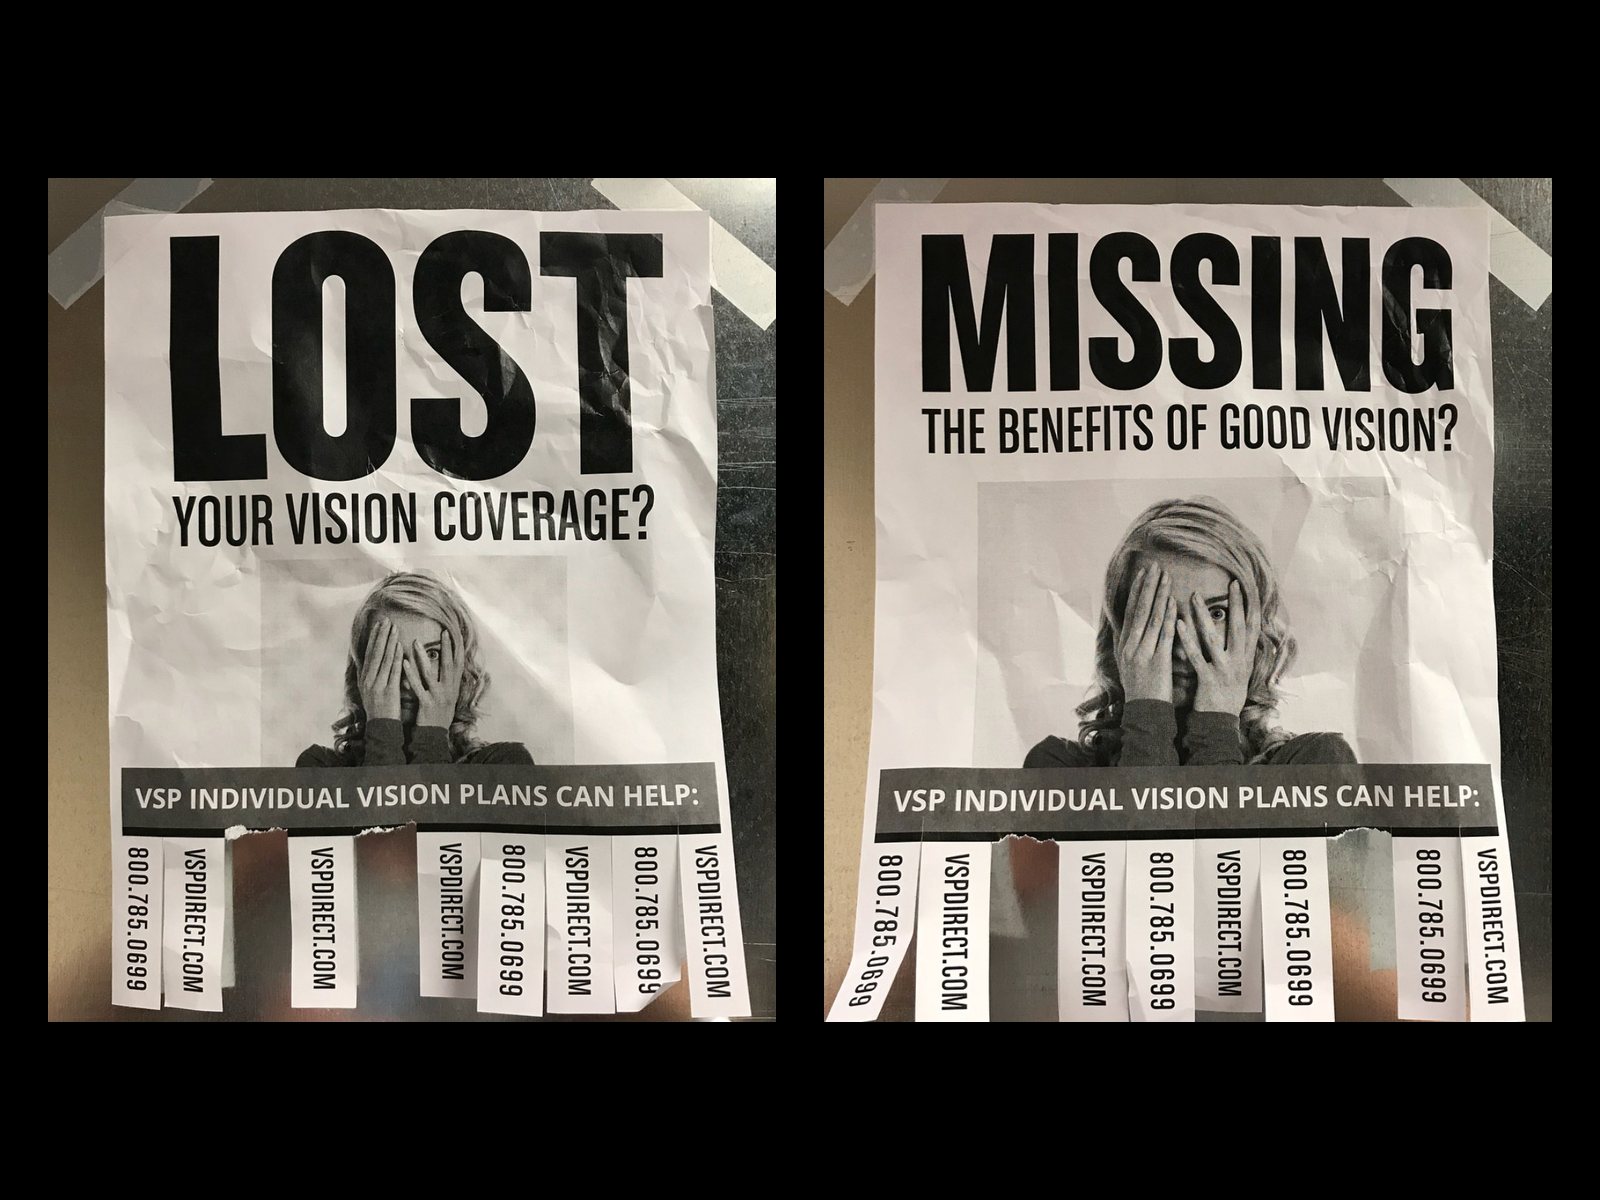 LOST
YOUR VISION COVERAGE?
VSP INDIVIDUAL VISION PLANS CAN HELP:
800.785.0699
VSPDIRECT.COM
VSPDIRECT.COM
VSPDIRECT.COM
800.785.0699
VSPDIRECT.COM
800.785.0699
VSPDIRECT.COM
MISSING
THE BENEFITS OF GOOD VISION?
VSP INDIVIDUAL VISION PLANS CAN HELP:
800.785.0699
VSPDIRECT.COM
VSPDIRECT.COM
800.785.0699
VSPDIRECT.COM
800.785.0699
800.785.0699
VSPDIRECT.COM